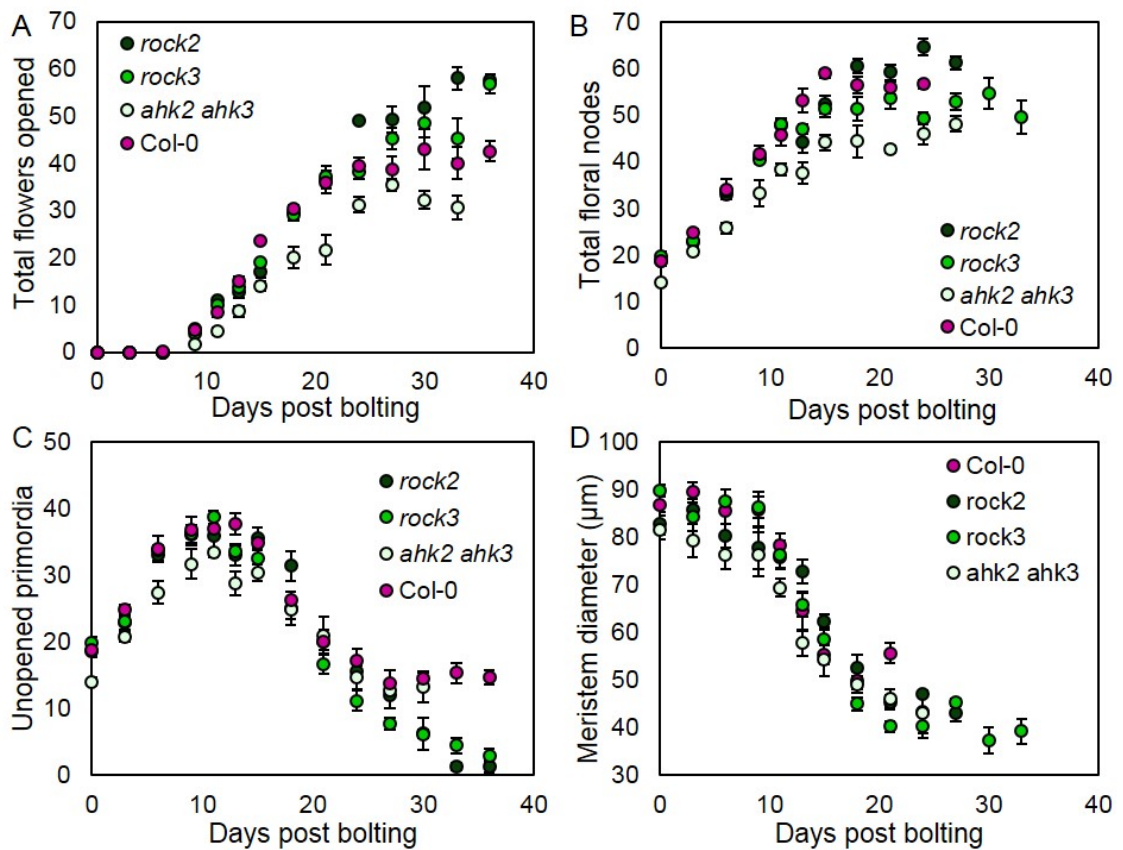 A
Total flowers opened
70
60
50
40
30
20
10
0
0 10 20 30 40
Days post bolting
rock2
rock3
ahk2 ahk3
Col-0
B
Total floral nodes
70
60
50
40
30
20
10
0
0 10 20 30 40
Days post bolting
rock2
rock3
ahk2 ahk3
Col-0
C
Unopened primordia
50
40
30
20
10
0
0 10 20 30 40
Days post bolting
rock2
rock3
ahk2 ahk3
Col-0
D
Meristem diameter (µm)
100
90
80
70
60
50
40
30
0 10 20 30 40
Days post bolting
Col-0
rock2
rock3
ahk2 ahk3